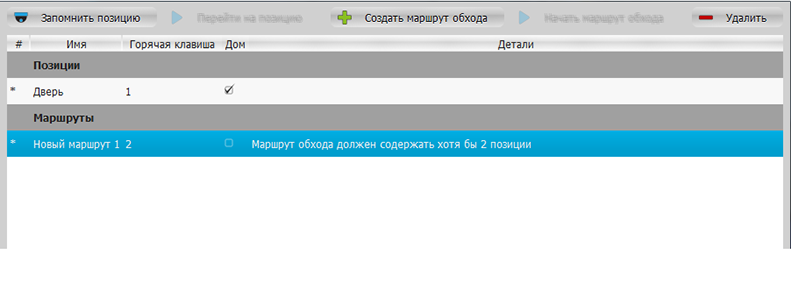 Запомнить позицию Перейти на позицию Создать маршрут обхода Начать маршрут обхода Удалить
# Имя Горячая клавиша Дом Детали
Позиции
* Дверь 1
Маршруты
* Новый маршрут 1 2 Маршрут обхода должен содержать хотя бы 2 позиции